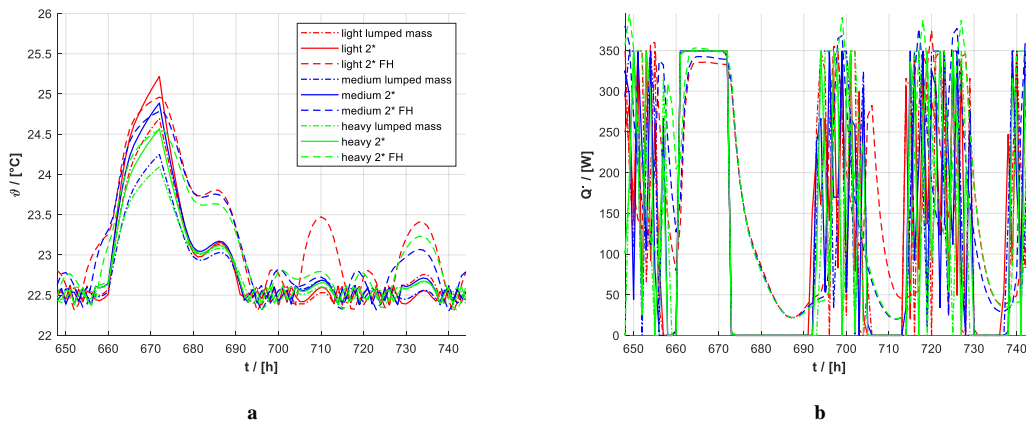 26
25.5
25
24.5
24
23.5
23
22.5
22
ϑ / [°C]
650 660 670 680 690 700 710 720 730 740
t / [h]
light lumped mass
light 2*
light 2* FH
medium lumped mass
medium 2*
medium 2* FH
heavy lumped mass
heavy 2*
heavy 2* FH
a
350
300
250
200
150
100
50
0
Q˙ / [W]
650 660 670 680 690 700 710 720 730 740
t / [h]
b